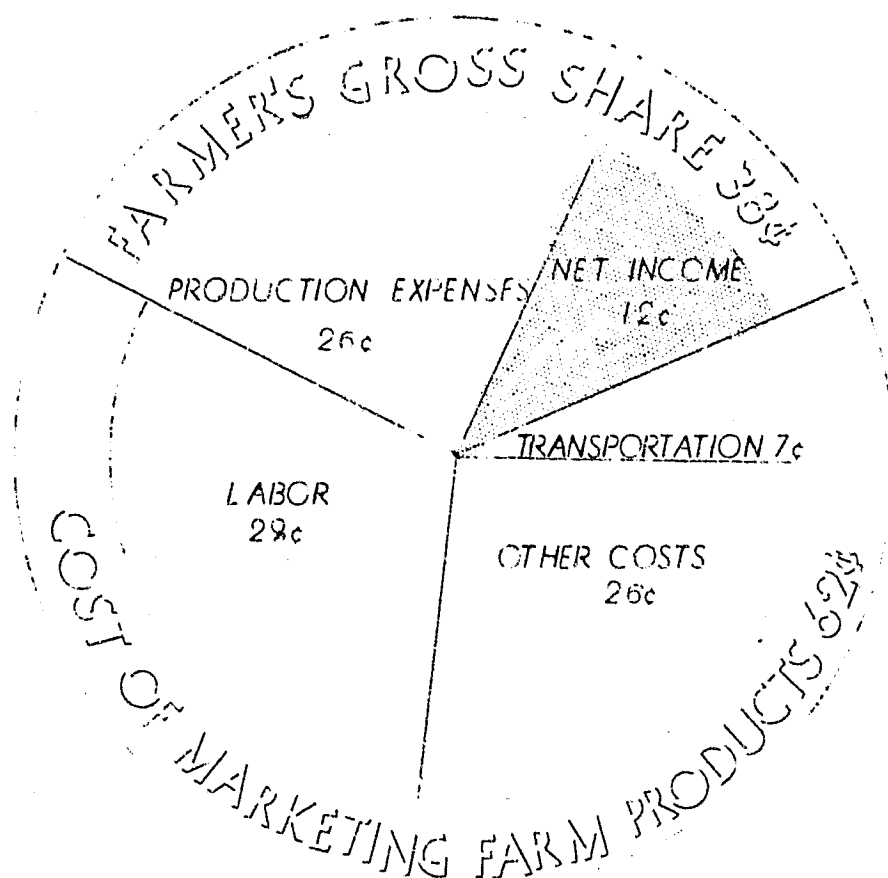 FARMER'S GROSS SHARE 38¢
PRODUCTION EXPENSES
26¢
NET INCOME
12¢
TRANSPORTATION 7¢
LABOR
29¢
OTHER COSTS
26¢
COST OF MARKETING FARM PRODUCTS 62¢